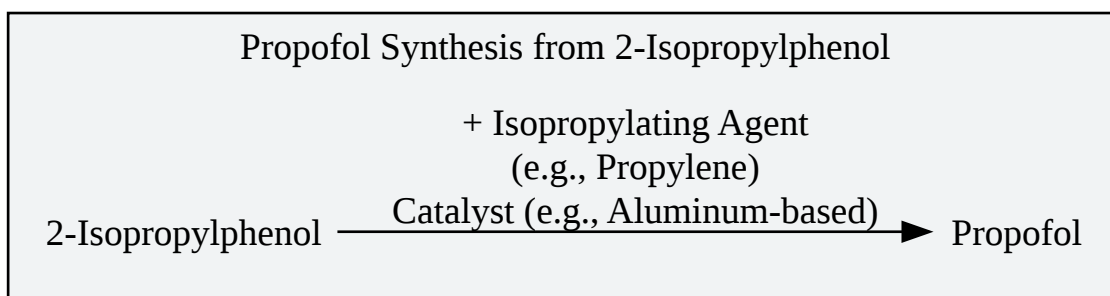 Propofol Synthesis from 2-Isopropylphenol
+ Isopropylating Agent
(e.g., Propylene)
Catalyst (e.g., Aluminum-based)
2-Isopropylphenol
Propofol